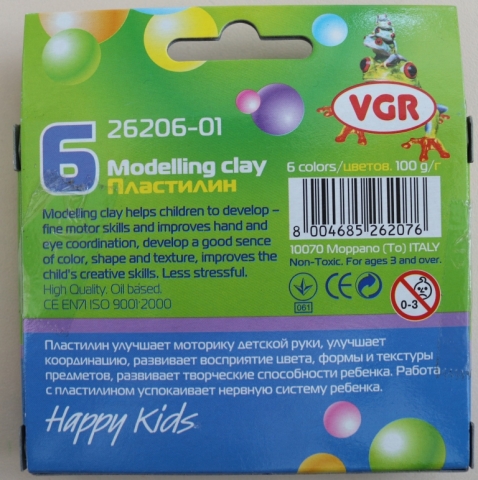 VGR
26206-01
6
Modelling clay
Пластилин
6 colors/цветов. 100 g/г
Modelling clay helps children to develop –
fine motor skills and improves hand and
eye coordination, develop a good sence
of color, shape and texture, improves the
child's creative skills. Less stressful.
High Quality. Oil based.
CE EN71 ISO 9001:2000
8 004685 262076
10070 Moppano (To) ITALY
Non-Toxic. For ages 3 and over.
061
CE
0-3
Пластилин улучшает моторику детской руки, улучшает
координацию, развивает восприятие цвета, формы и текстуры
предметов, развивает творческие способности ребенка. Работа
с пластилином успокаивает нервную систему ребенка.
Happy Kids